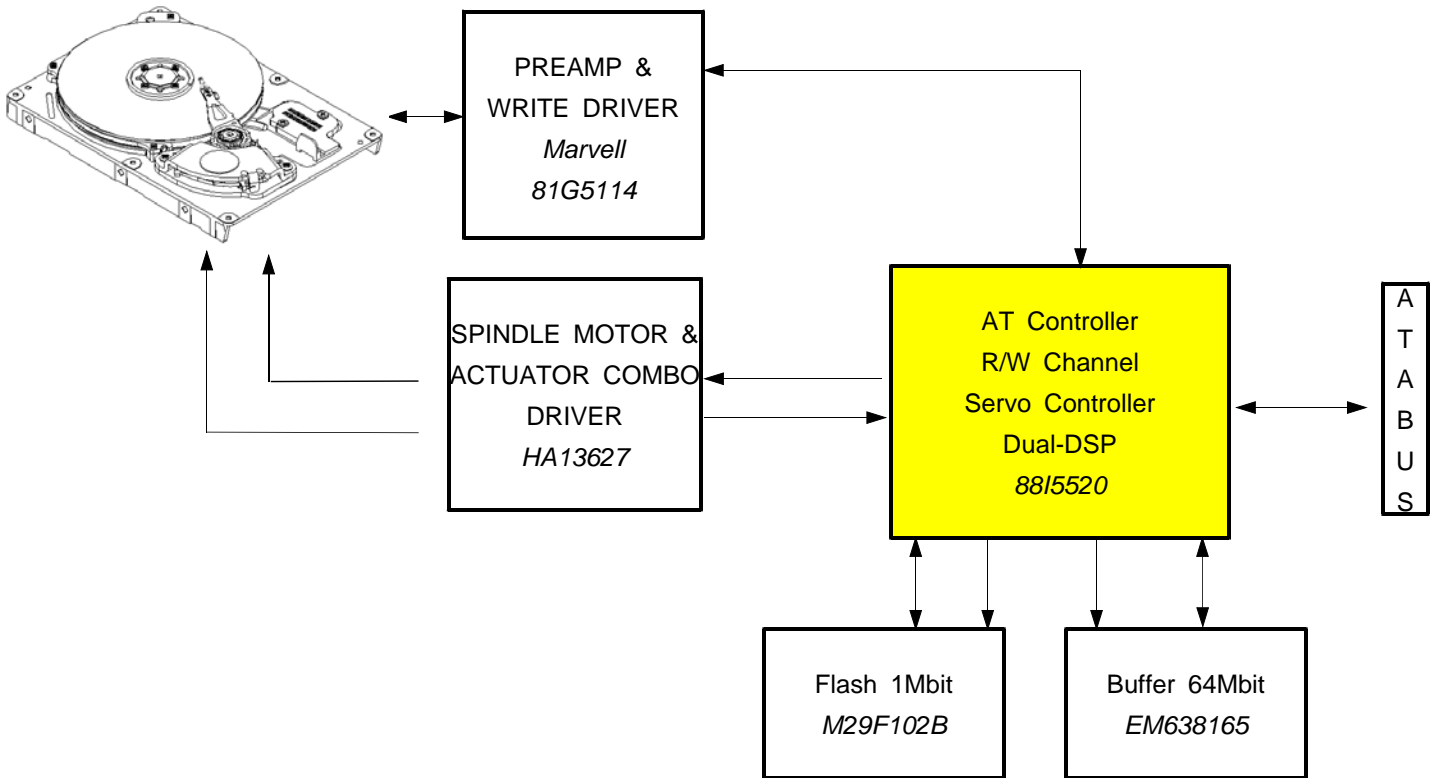 PREAMP &
WRITE DRIVER
Marvell
81G5114
SPINDLE MOTOR &
ACTUATOR COMBO
DRIVER
HA13627
AT Controller
R/W Channel
Servo Controller
Dual-DSP
88I5520
A
T
A
B
U
S
Flash 1Mbit
M29F102B
Buffer 64Mbit
EM638165